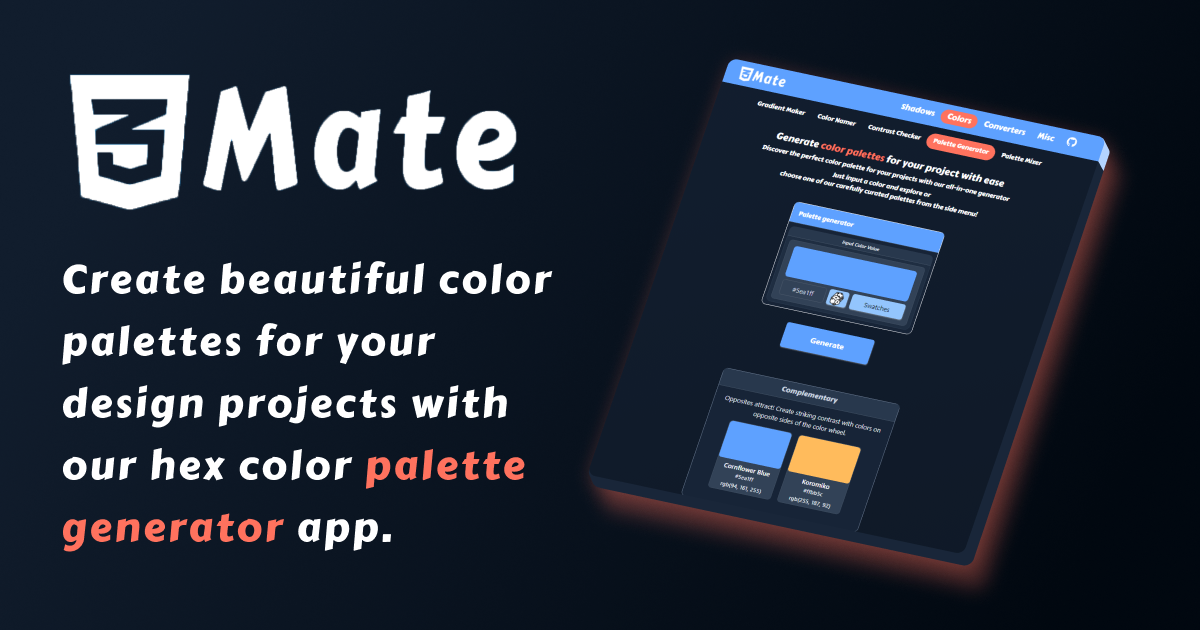 3 Mate
Create beautiful color
palettes for your
design projects with
our hex color palette
generator app.
3 Mate
Shadows Colors Converters Misc
Gradient Maker Color Namer Contrast Checker Palette Generator Palette Mixer
Generate color palettes for your project with ease
Discover the perfect color palette for your projects with our all-in-one generator
Just input a color and explore or
choose one of our carefully curated palettes from the side menu!
Palette generator
Input Color Value
#5ea1ff Swatches
Generate
Complementary
Opposites attract! Create striking contrast with colors on
opposite sides of the color wheel.
Cornflower Blue
#5ea1ff
rgb(94, 161, 255)
Koromiko
#ffbb5c
rgb(255, 187, 92)